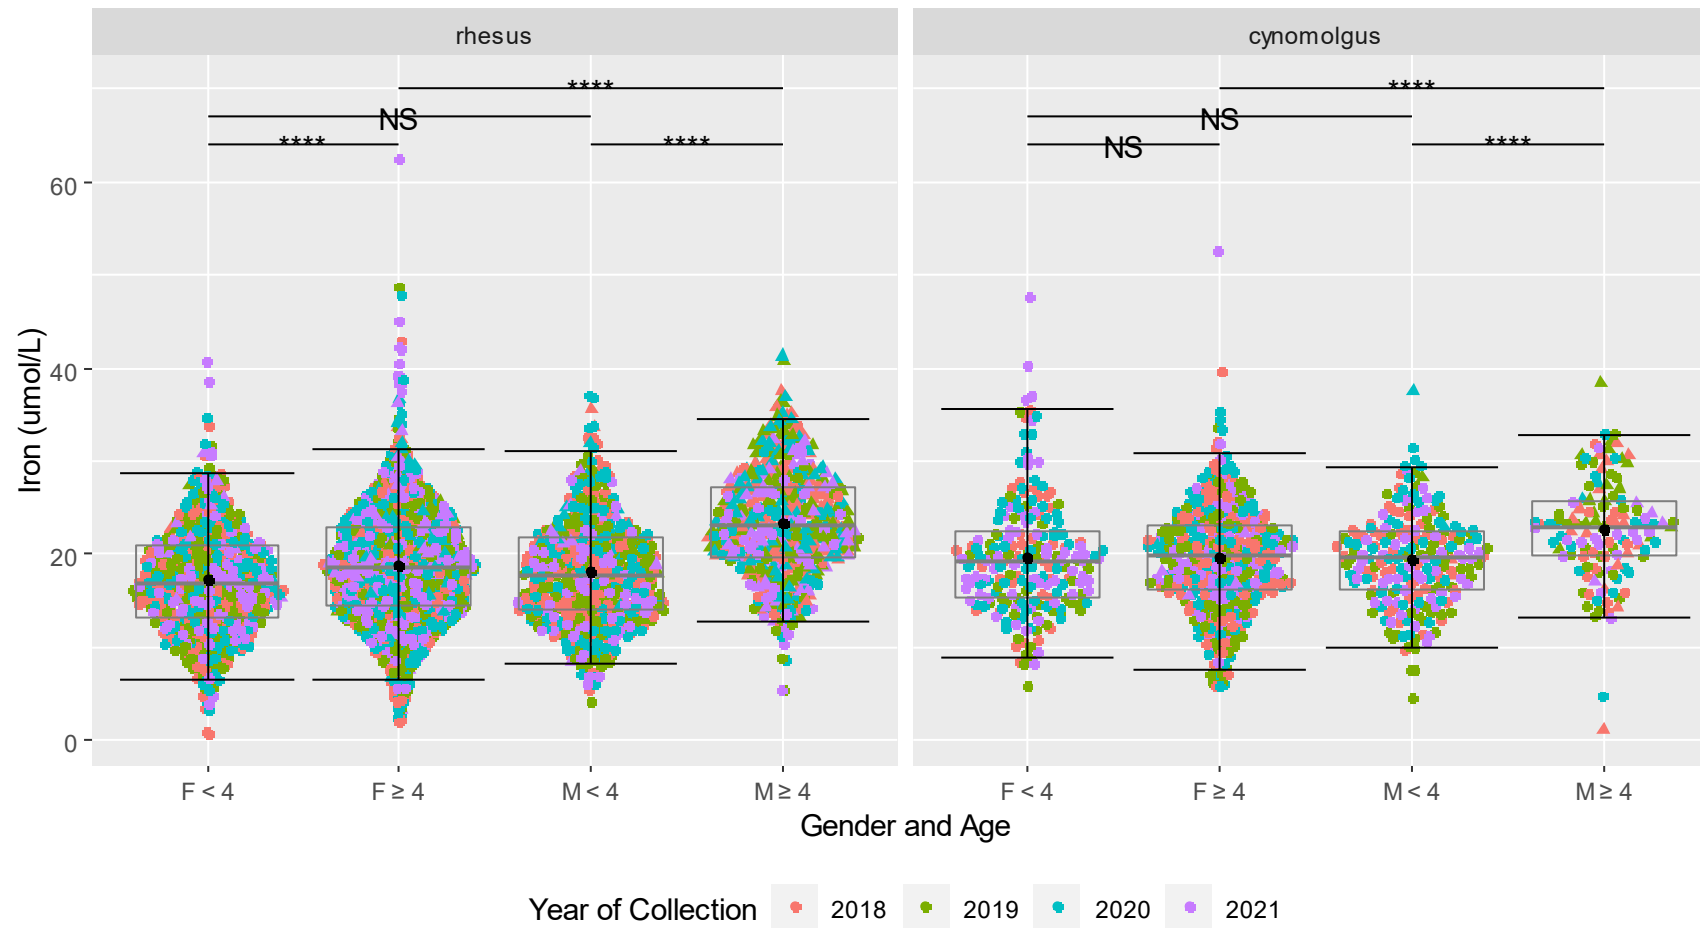 rhesus
cynomolgus
****
****
NS
NS
****
****
NS
****
60
40
20
0
Iron (umol/L)
F < 4
F ≥ 4
M < 4
M ≥ 4
F < 4
F ≥ 4
M < 4
M ≥ 4
Gender and Age
Year of Collection
2018
2019
2020
2021